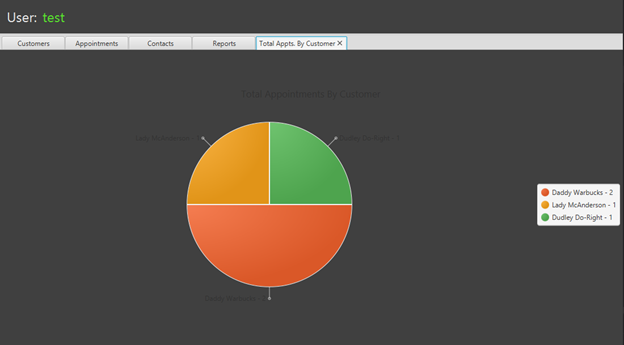 User: test
Customers
Appointments
Contacts
Reports
Total Appts. By Customer ✕
Total Appointments By Customer
Lady McAnderson - 1
Dudley Do-Right - 1
Daddy Warbucks - 2
Daddy Warbucks - 2
Lady McAnderson - 1
Dudley Do-Right - 1